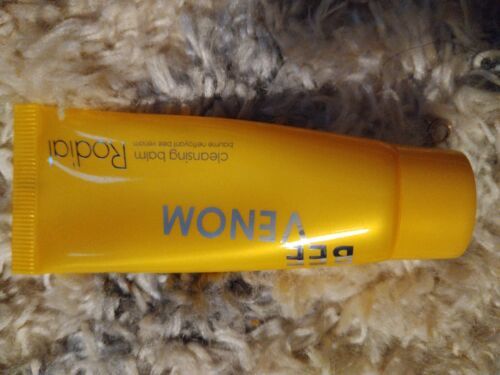 BEE
VENOM
Rodial
cleansing balm
baume nettoyant bee venom